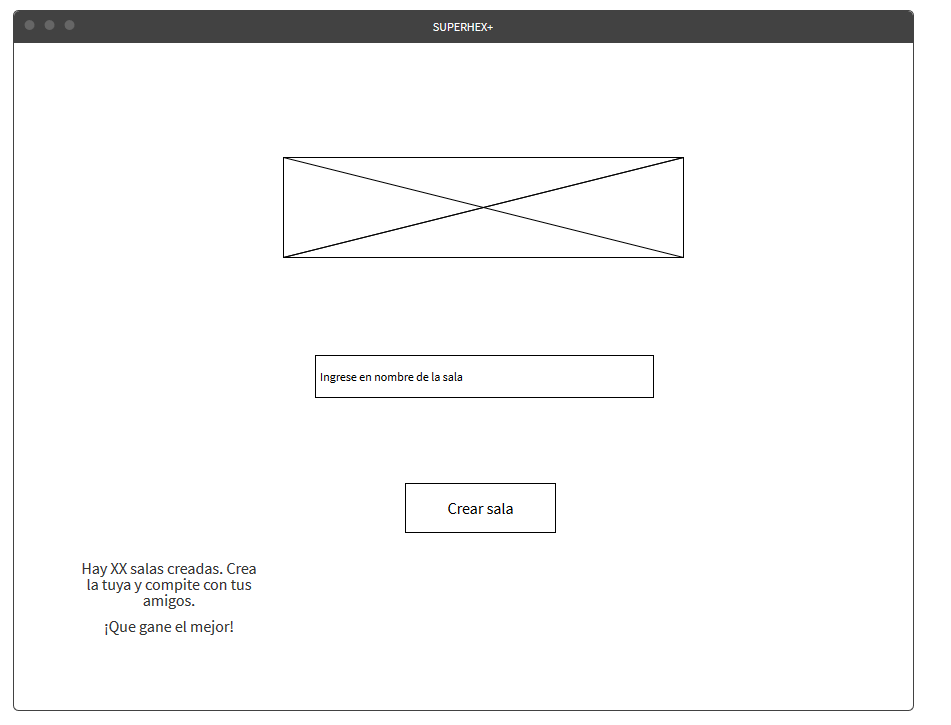 SUPERHEX+
Ingrese en nombre de la sala
Crear sala
Hay XX salas creadas. Crea
la tuya y compite con tus
amigos.
¡Que gane el mejor!